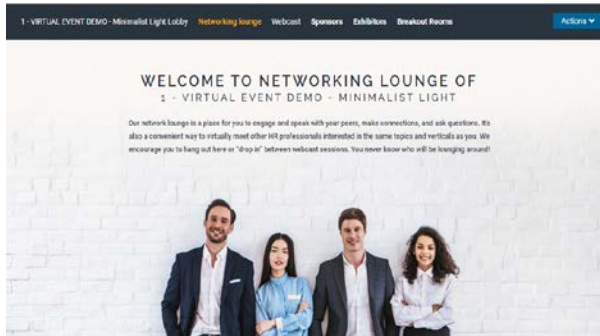 1 - VIRTUAL EVENT DEMO - Minimalist Light Lobby Networking lounge Webcast Sponsors Exhibitors Breakout Rooms Actions
WELCOME TO NETWORKING LOUNGE OF
1 - VIRTUAL EVENT DEMO - MINIMALIST LIGHT
Our network lounge is a place for you to engage and speak with your peers, make connections, and ask questions. It's
also a convenient way to virtually meet other HR professionals interested in the same topics and verticals as you. We
encourage you to hang out here or "drop in" between webcast sessions. You never know who will be lounging around!